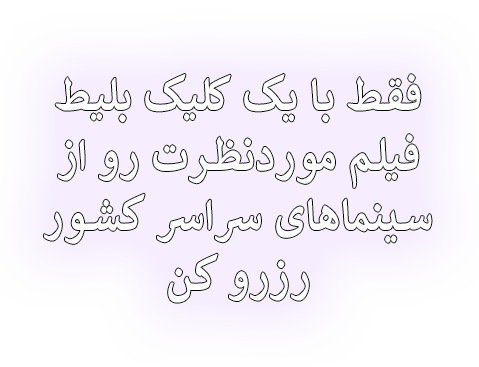 فقط با یک کلیک بلیط
فیلم موردنظرت رو از
سینماهای سراسر کشور
رزرو کن